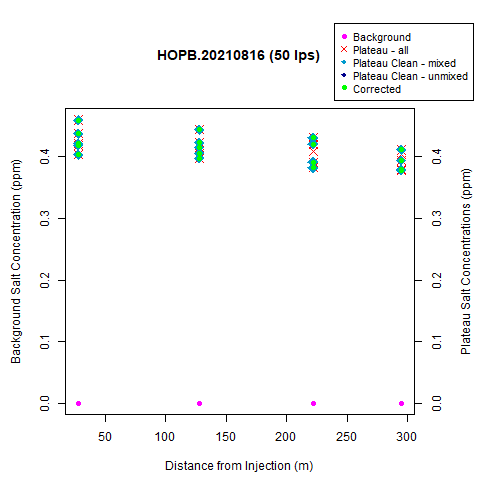 HOPB.20210816 (50 lps)
Background
Plateau - all
Plateau Clean - mixed
Plateau Clean - unmixed
Corrected
Background Salt Concentration (ppm)
0.0
0.1
0.2
0.3
0.4
Plateau Salt Concentrations (ppm)
0.0
0.1
0.2
0.3
0.4
50
100
150
200
250
300
Distance from Injection (m)